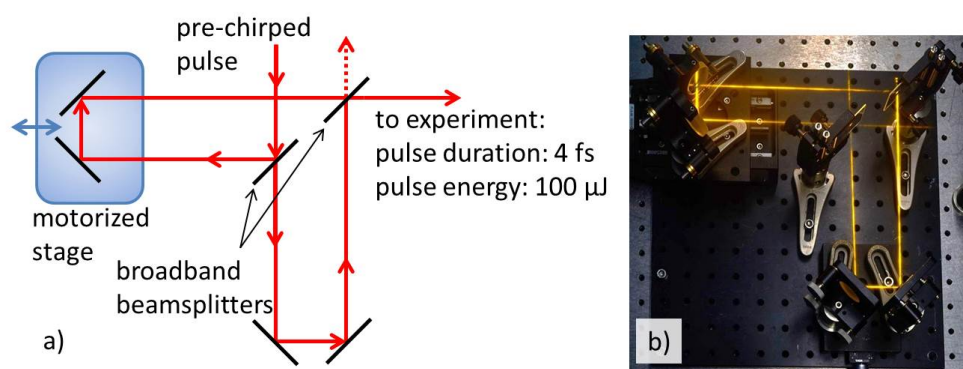 pre-chirped
pulse
to experiment:
pulse duration: 4 fs
pulse energy: 100 µJ
motorized
stage
broadband
beamsplitters
a)
b)